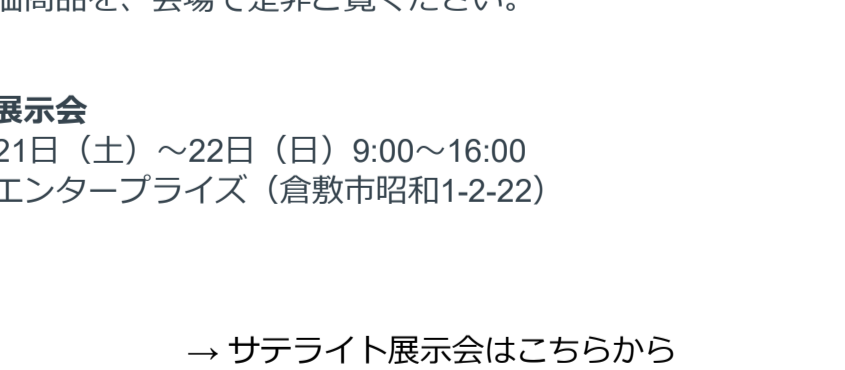 商品を、会場で是非ご覧ください。
展示会
21日（土）～22日（日）9:00～16:00
エンタープライズ（倉敷市昭和1-2-22）
→ サテライト展示会はこちらから